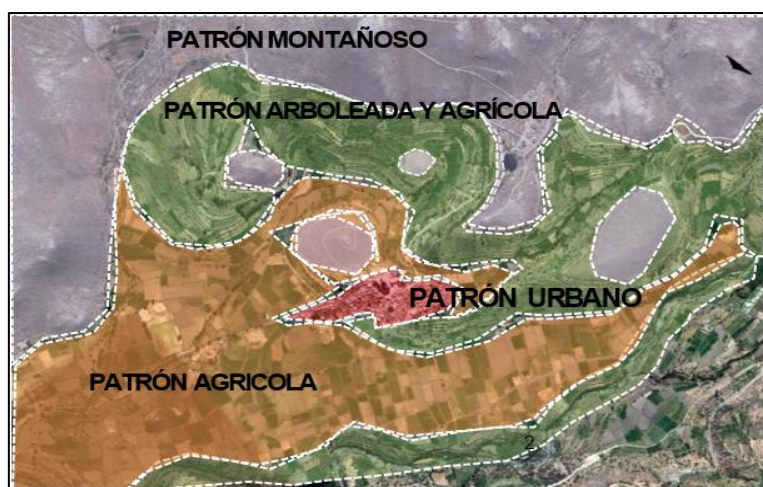 PATRÓN MONTAÑOSO
PATRÓN ARBOLEADA Y AGRÍCOLA
PATRÓN URBANO
PATRÓN AGRICOLA
2